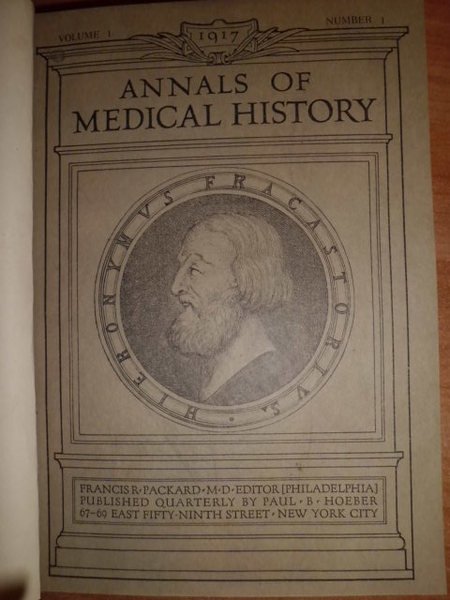 VOLUME 1 1917 NUMBER 1
ANNALS OF
MEDICAL HISTORY
HIERONYMVS FRACASTORIVS
FRANCIS R · PACKARD · M · D · EDITOR [PHILADELPHIA]
PUBLISHED QUARTERLY BY PAUL · B · HOEBER
67-69 EAST FIFTY-NINTH STREET · NEW YORK CITY